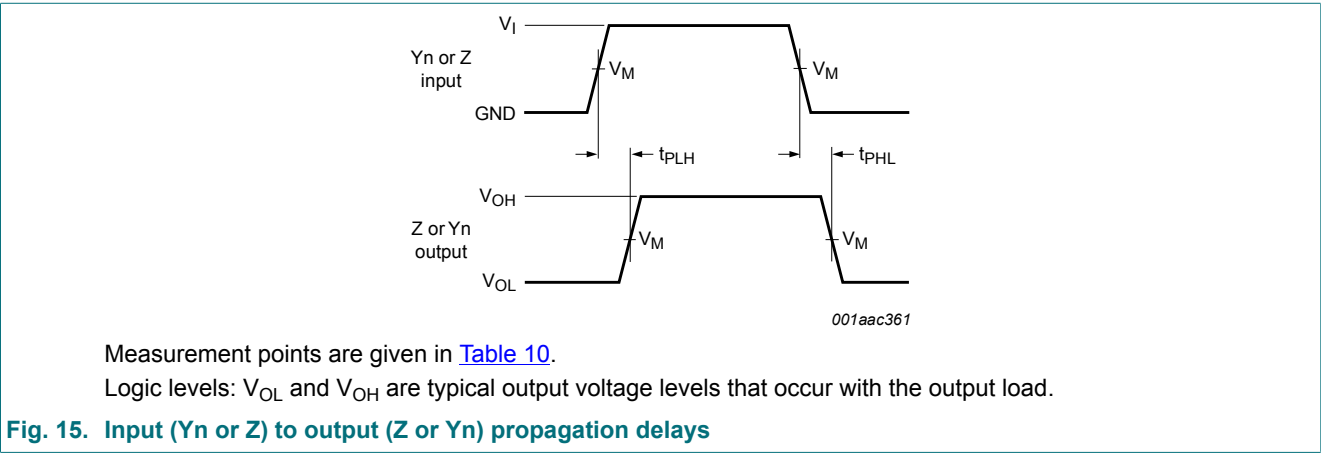 VI
Yn or Z
input
VM
VM
GND
tPLH
tPHL
VOH
Z or Yn
output
VM
VM
VOL
001aac361
Measurement points are given in Table 10.
Logic levels: VOL and VOH are typical output voltage levels that occur with the output load.
Fig. 15. Input (Yn or Z) to output (Z or Yn) propagation delays